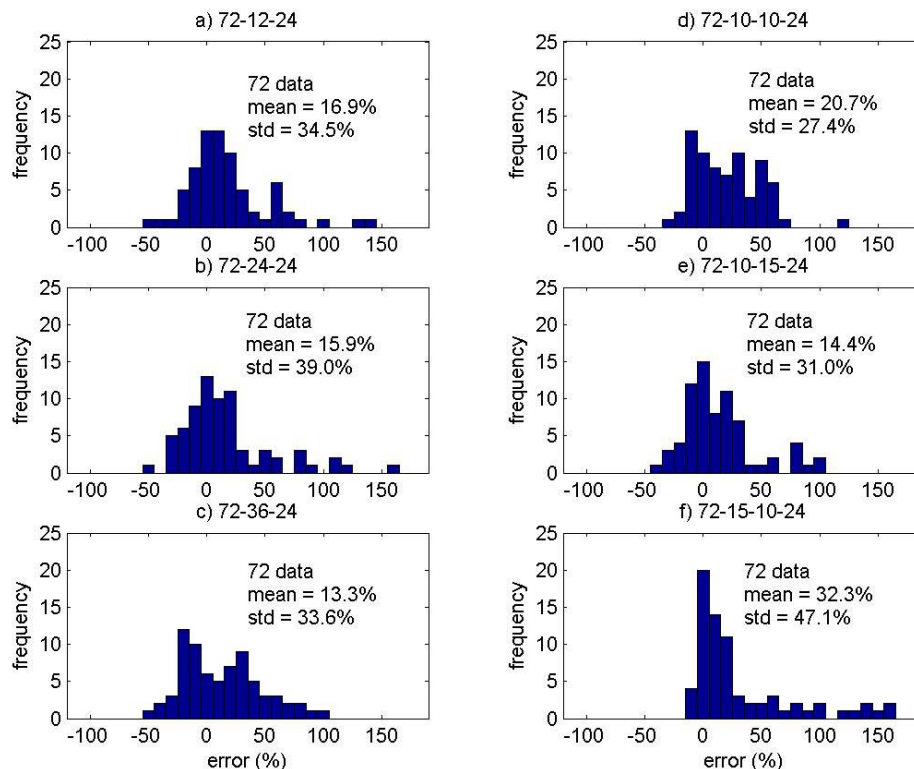 a) 72-12-24
25
20
15
10
5
0
frequency
72 data
mean = 16.9%
std = 34.5%
-100 -50 0 50 100 150
b) 72-24-24
25
20
15
10
5
0
frequency
72 data
mean = 15.9%
std = 39.0%
-100 -50 0 50 100 150
c) 72-36-24
25
20
15
10
5
0
frequency
72 data
mean = 13.3%
std = 33.6%
-100 -50 0 50 100 150
error (%)
d) 72-10-10-24
25
20
15
10
5
0
frequency
72 data
mean = 20.7%
std = 27.4%
-100 -50 0 50 100 150
e) 72-10-15-24
25
20
15
10
5
0
frequency
72 data
mean = 14.4%
std = 31.0%
-100 -50 0 50 100 150
f) 72-15-10-24
25
20
15
10
5
0
frequency
72 data
mean = 32.3%
std = 47.1%
-100 -50 0 50 100 150
error (%)